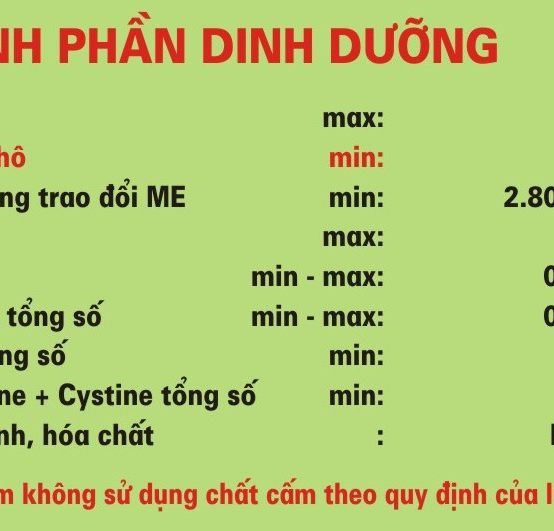 NH PHẦN DINH DƯỠNG
max:
hô min:
ng trao đổi ME min: 2.80
max:
min - max: 0
tổng số min - max: 0
ng số min:
ne + Cystine tổng số min:
nh, hóa chất :
m không sử dụng chất cấm theo quy định của l